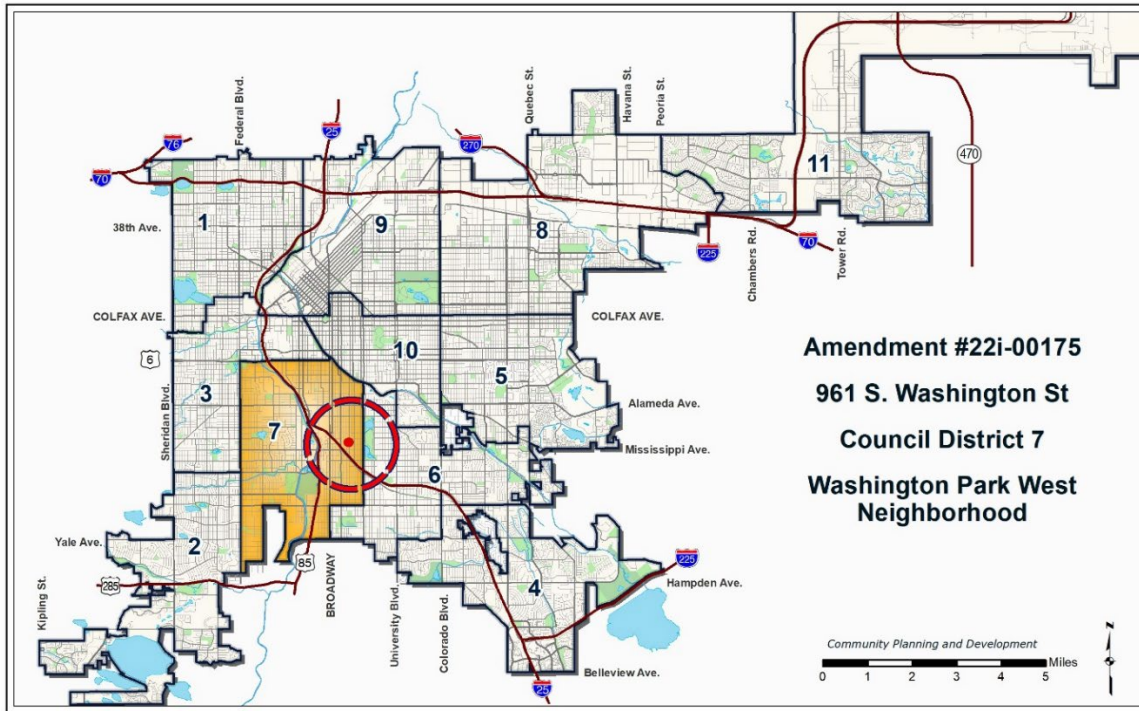 Federal Blvd.
25
Quebec St.
Havana St.
Peoria St.
76
270
70
11
470
1
9
8
38th Ave.
225
70
Chambers Rd.
Tower Rd.
COLFAX AVE.
COLFAX AVE.
6
10
5
3
Sheridan Blvd.
7
Alameda Ave.
Mississippi Ave.
6
2
Yale Ave.
85
285
Kipling St.
BROADWAY
University Blvd.
Colorado Blvd.
4
225
Hampden Ave.
Belleview Ave.
25
Amendment #22i-00175
961 S. Washington St
Council District 7
Washington Park West
Neighborhood
Community Planning and Development
0 1 2 3 4 5 Miles